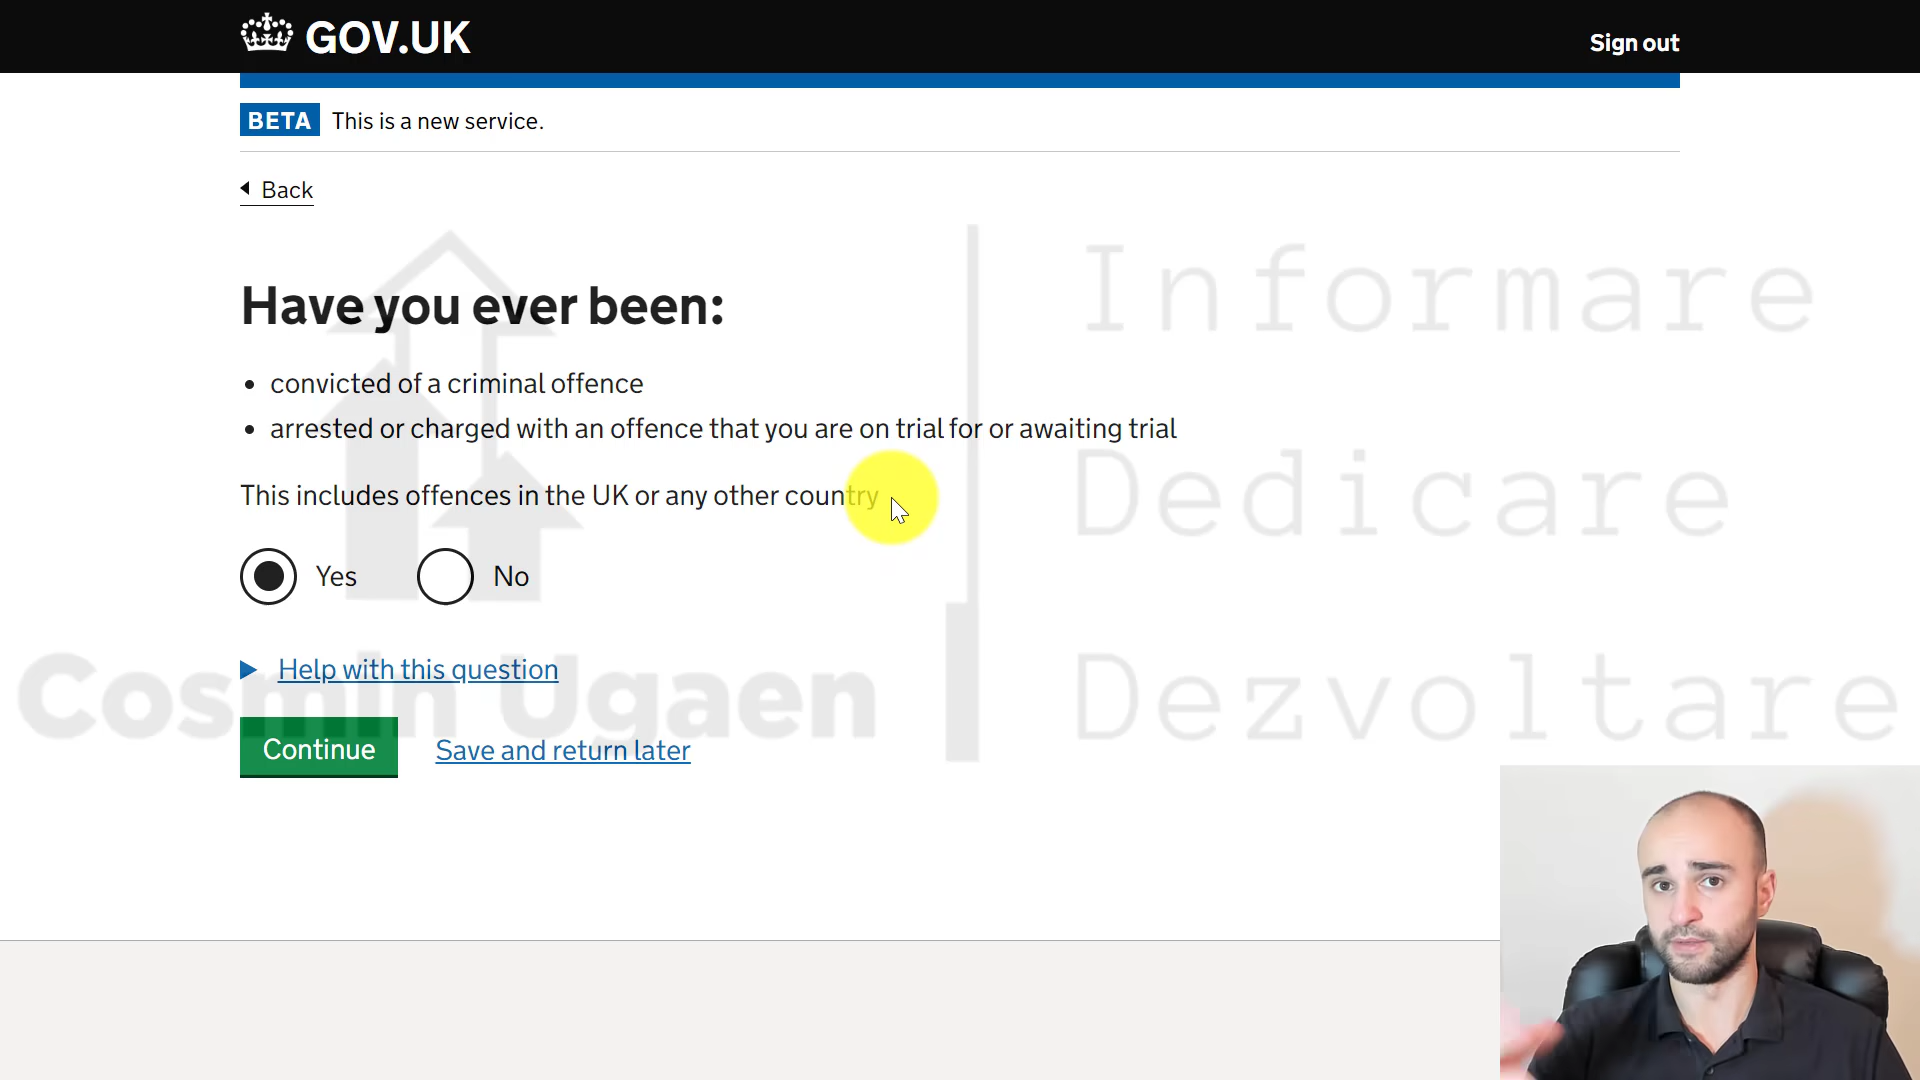 GOV.UK
Sign out
BETA This is a new service.
Back
Have you ever been:
convicted of a criminal offence
arrested or charged with an offence that you are on trial for or awaiting trial
This includes offences in the UK or any other country
Yes No
Help with this question
Continue Save and return later
Cosmin Ugaen
Informare
Dedicare
Dezvoltare